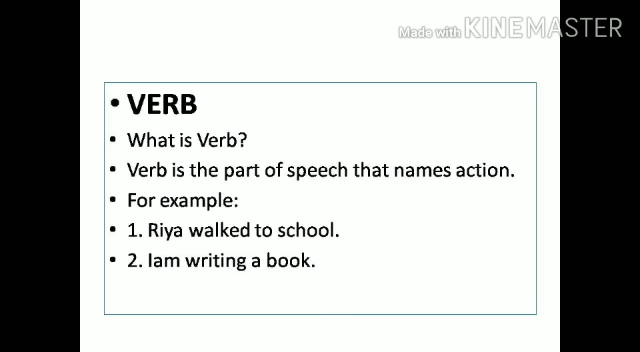 Made with KINEMASTER
• VERB
• What is Verb?
• Verb is the part of speech that names action.
• For example:
• 1. Riya walked to school.
• 2. Iam writing a book.